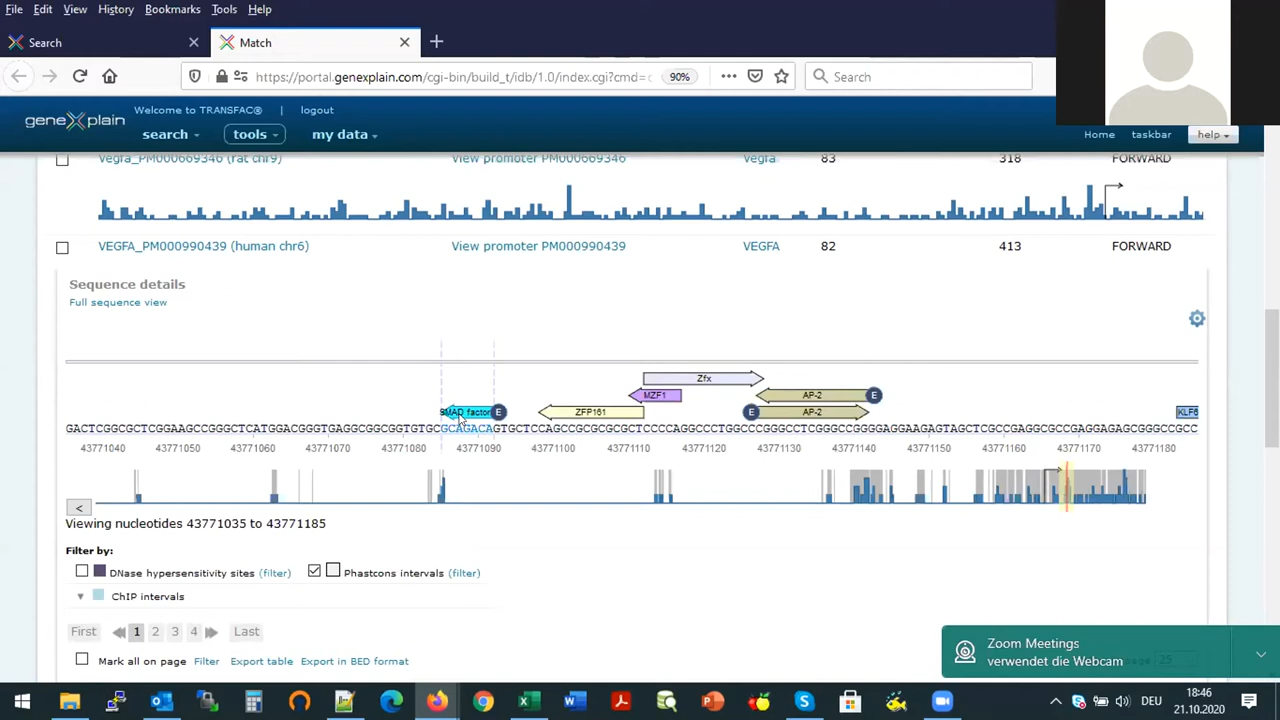 File Edit View History Bookmarks Tools Help
Search
Match
https://portal.genexplain.com/cgi-bin/build_t/idb/1.0/index.cgi?cmd=
90%
Search
geneXplain
Welcome to TRANSFAC® | logout
search tools my data
Home taskbar help
Vegfa_PM000669346 (rat chr9) View promoter PM000669346 Vegfa 83 318 FORWARD
VEGFA_PM000990439 (human chr6) View promoter PM000990439 VEGFA 82 413 FORWARD
Sequence details
Full sequence view
Zfx
MZF1 AP-2 E
SMAD factor E ZFP161 E AP-2 KLF6
GACTCGGCGCTCGGAAGCCGGGCTCATGGACGGGTGAGGCGGCGGTGTGCGCAGACAGTGCTCCAGCCGCGCGCGCTCCCCAGGCCCTGGCCCGGGCCTCGGGCCGGGGAGGAAGAGTAGCTCGCCGAGGCGCCGAGGAGAGCGGGCCGCC
43771040 43771050 43771060 43771070 43771080 43771090 43771100 43771110 43771120 43771130 43771140 43771150 43771160 43771170 43771180
<
Viewing nucleotides 43771035 to 43771185
Filter by:
DNase hypersensitivity sites (filter) Phastcons intervals (filter)
ChIP intervals
First 1 2 3 4 Last
Mark all on page Filter Export table Export in BED format
25
Zoom Meetings
verwendet die Webcam
DEU
18:46
21.10.2020